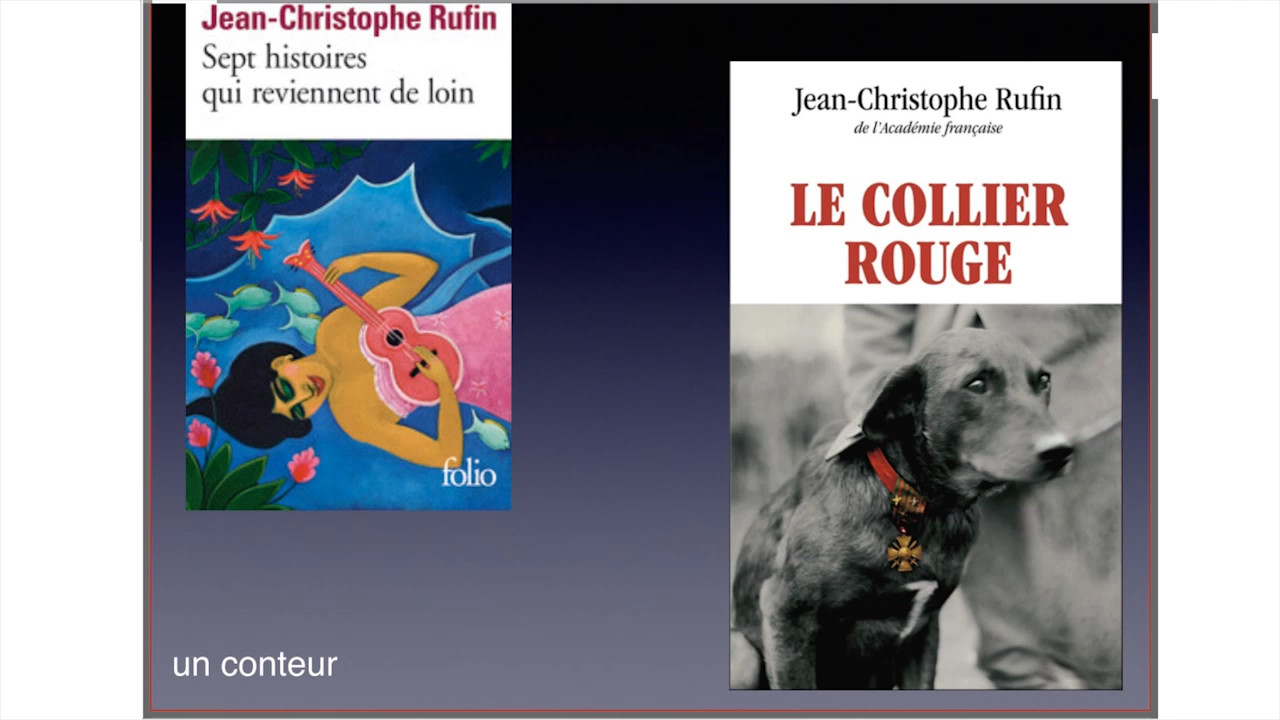 Jean-Christophe Rufin
Sept histoires
qui reviennent de loin
folio
Jean-Christophe Rufin
de l'Académie française
LE COLLIER
ROUGE
un conteur